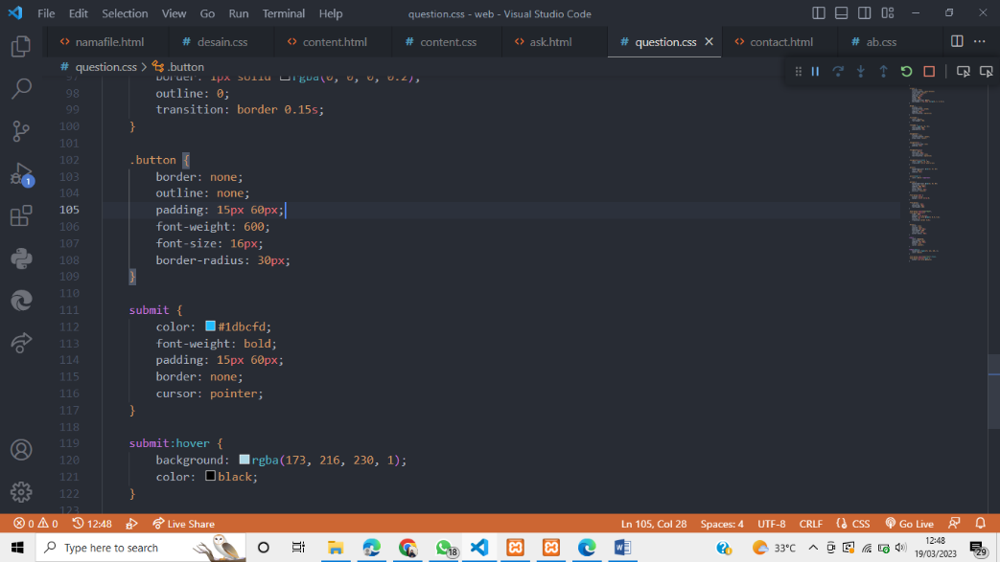 File Edit Selection View Go Run Terminal Help question.css - web - Visual Studio Code
<> namafile.html # desain.css <> content.html # content.css <> ask.html # question.css <> contact.html # ab.css
# question.css > .button
97 border: 1px solid rgba(0, 0, 0, 0.2);
98 outline: 0;
99 transition: border 0.15s;
100 }
101
102 .button {
103 border: none;
104 outline: none;
105 padding: 15px 60px;
106 font-weight: 600;
107 font-size: 16px;
108 border-radius: 30px;
109 }
110
111 submit {
112 color: #1dbcfd;
113 font-weight: bold;
114 padding: 15px 60px;
115 border: none;
116 cursor: pointer;
117 }
118
119 submit:hover {
120 background: rgba(173, 216, 230, 1);
121 color: black;
122 }
123
1
0 0 12:48 Live Share Ln 105, Col 28 Spaces: 4 UTF-8 CRLF CSS Go Live
Type here to search 18 33°C 12:48
19/03/2023 29